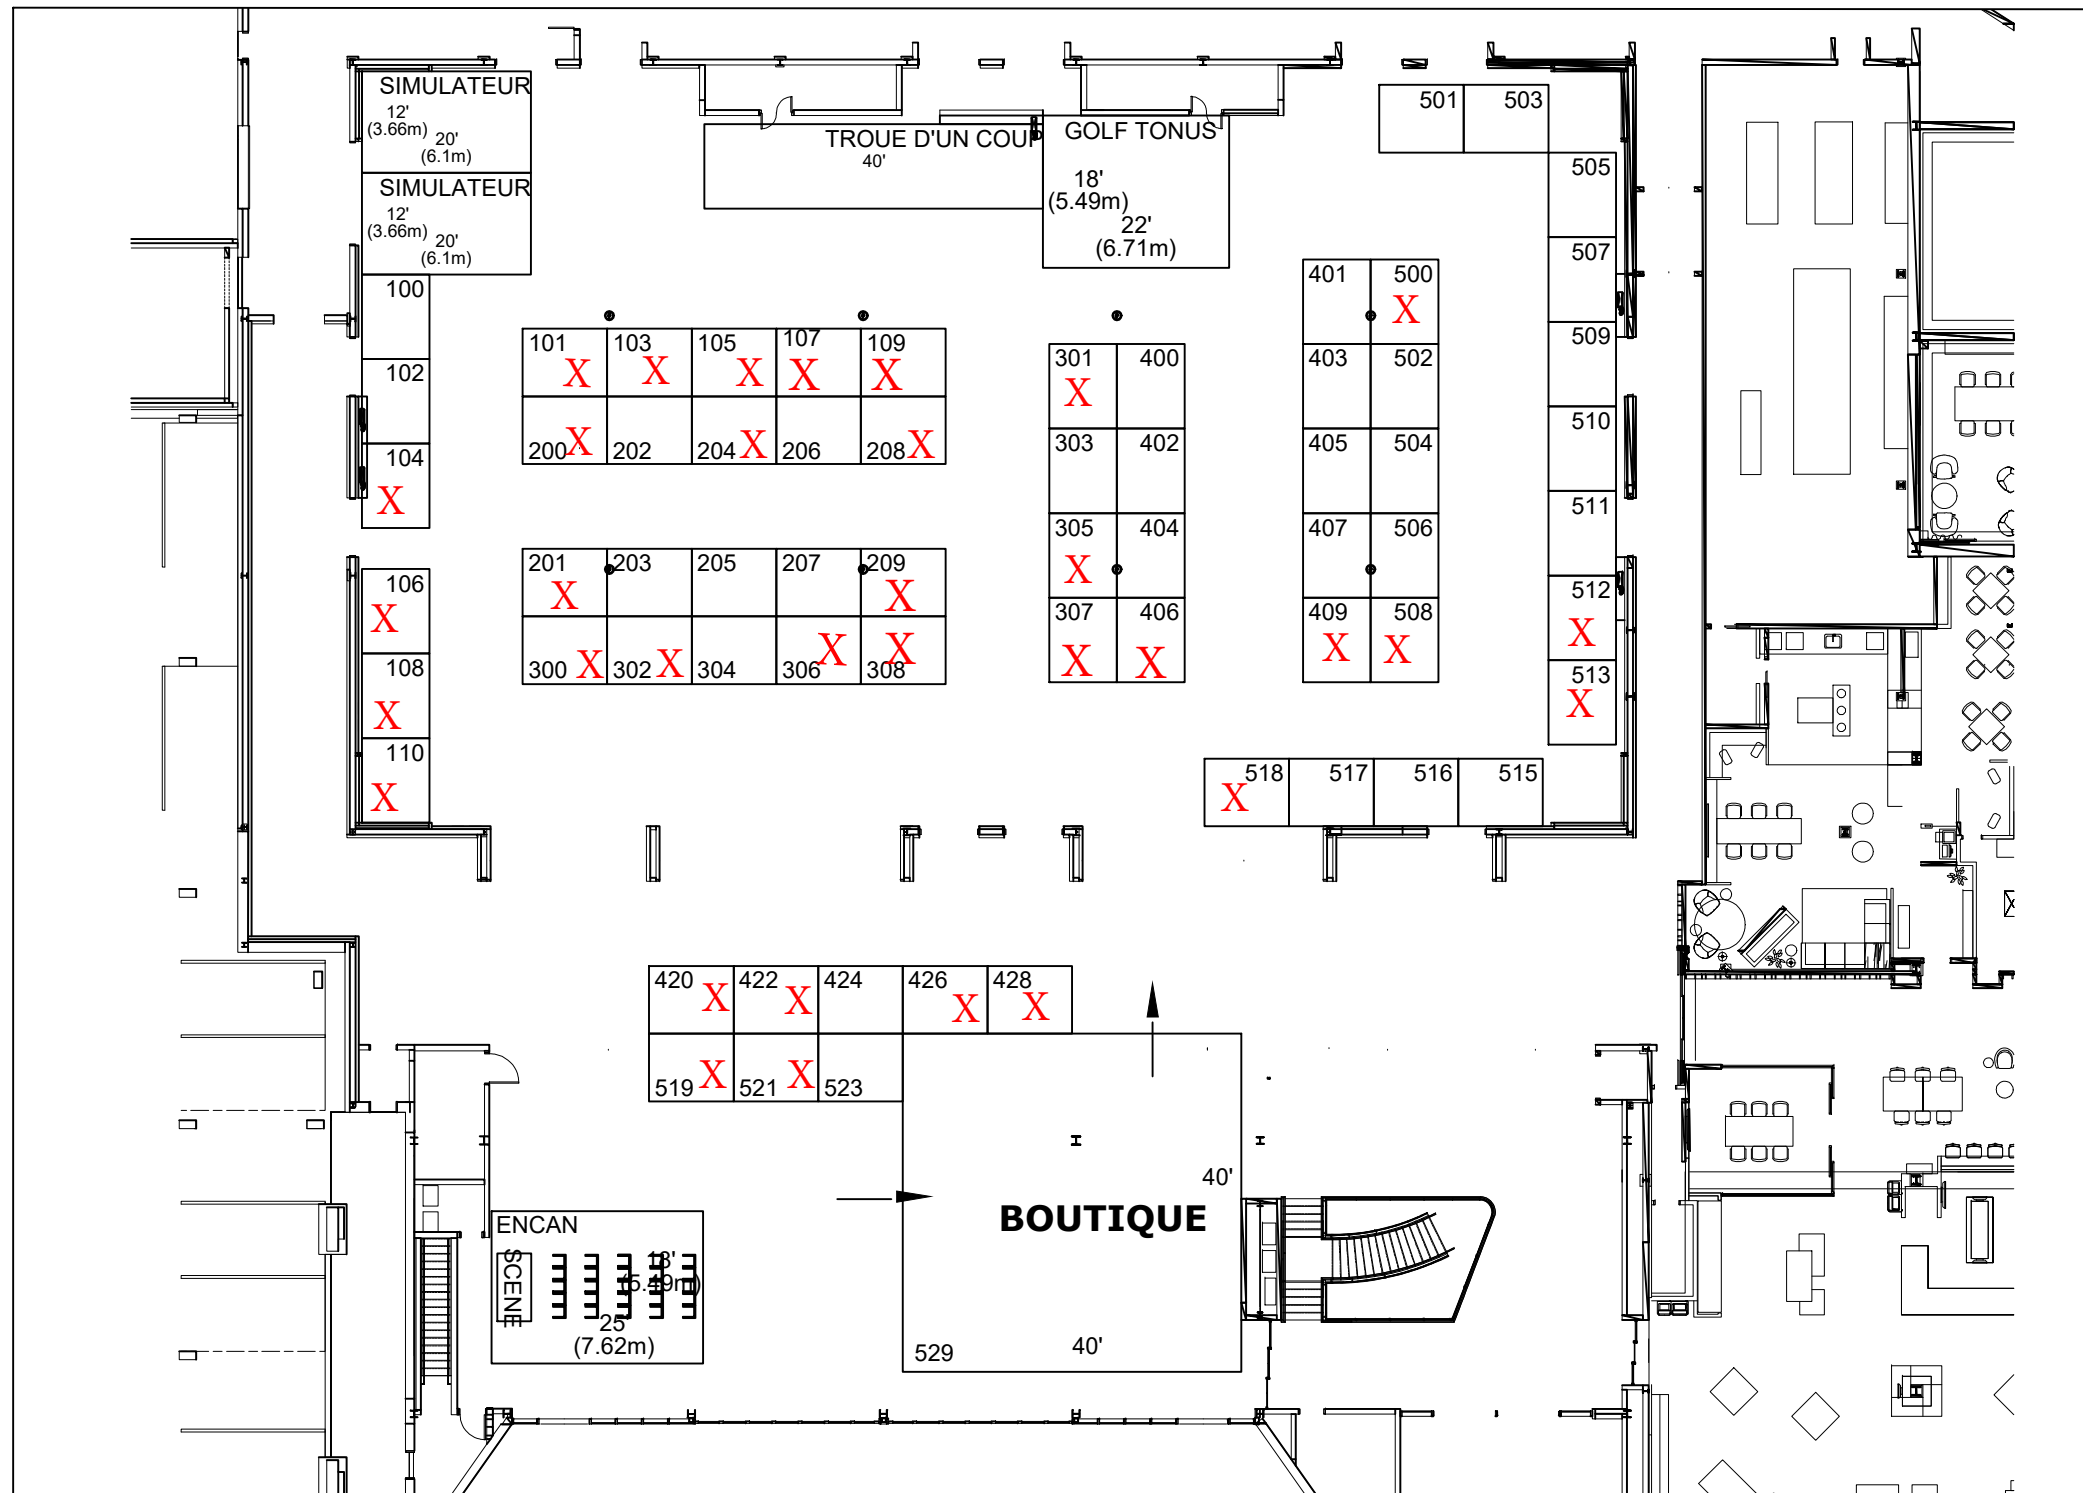 SIMULATEUR
12'
(3.66m)
20'
(6.1m)
SIMULATEUR
12'
(3.66m)
20'
(6.1m)
TROUE D'UN COUP
40'
GOLF TONUS
18'
(5.49m)
22'
(6.71m)
501 503
505
507
509
510
511
512
X
513
X
100
102
104
X
106
X
108
X
110
X
101 103 105 107 109
X X X X X
200 X 202 204 X 206 208 X
201 203 205 207 209
X X
300 X 302 X 304 306 X 308 X
301 400
X
303 402
305 404
X
307 406
X X
401 500
X
403 502
405 504
407 506
409 508
X X
518 517 516 515
X
420 X 422 X 424 426 X 428 X
519 X 521 X 523
BOUTIQUE
40'
40'
529
ENCAN
SCENE
18'
(5.49m)
25'
(7.62m)